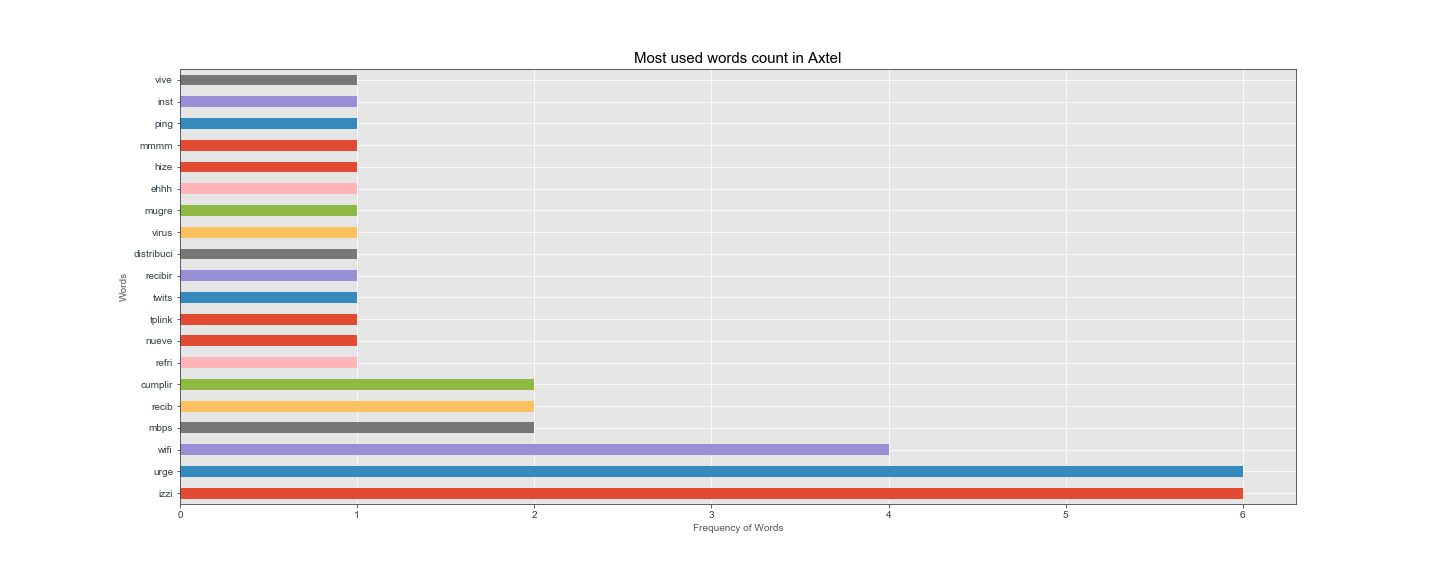 Most used words count in Axtel
vive
inst
ping
mmmm
hize
ehhh
mugre
virus
distribuci
recibir
twits
tplink
nueve
refri
cumplir
recib
mbps
wifi
urge
izzi
Words
0 1 2 3 4 5 6
Frequency of Words